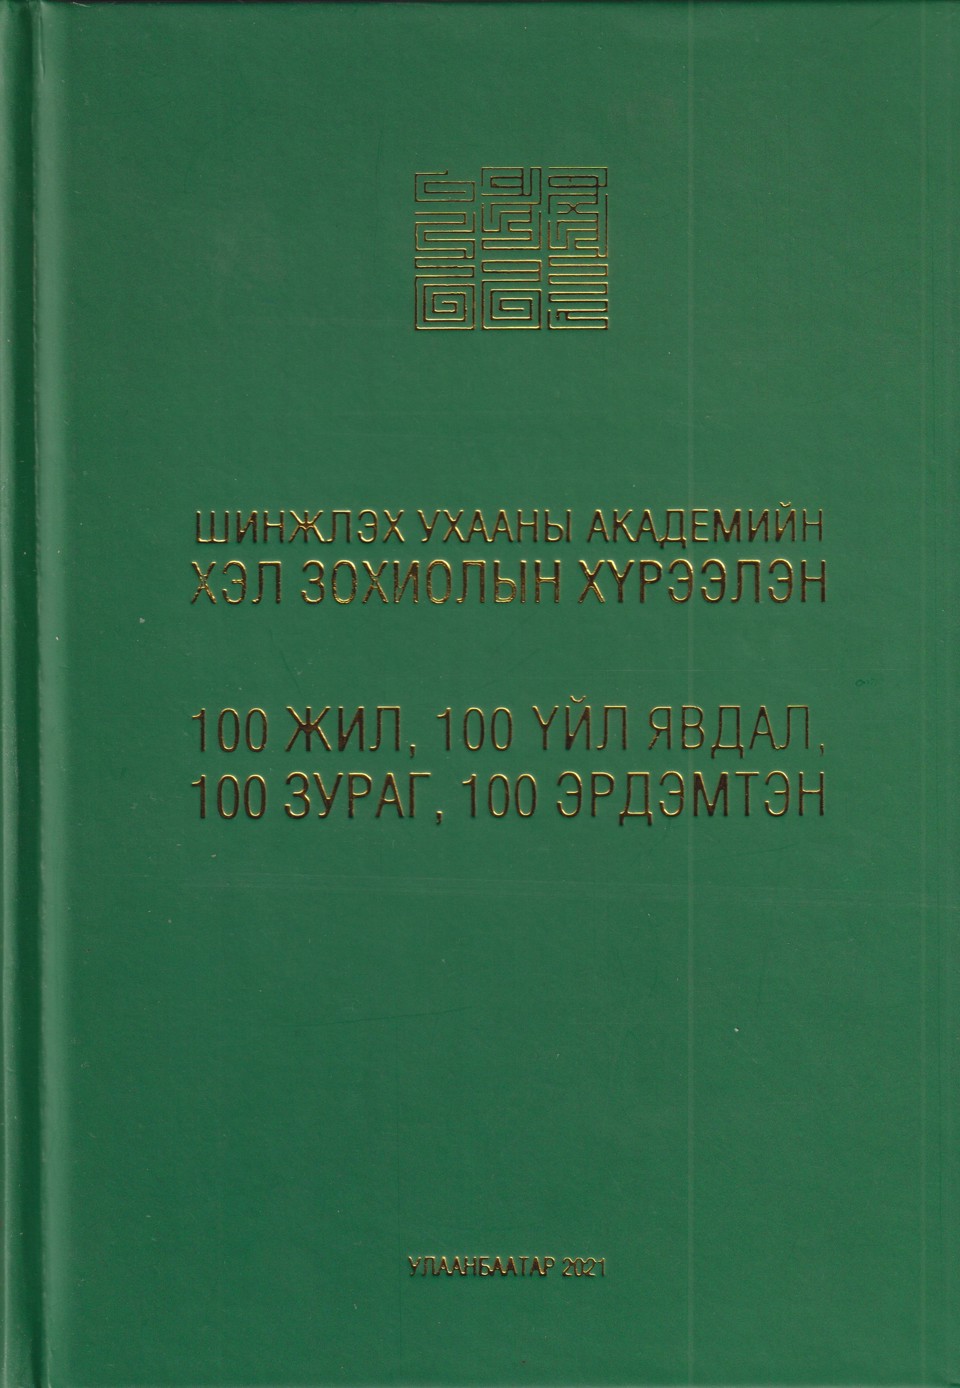 ШИНЖЛЭХ УХААНЫ АКАДЕМИЙН
ХЭЛ ЗОХИОЛЫН ХҮРЭЭЛЭН
100 ЖИЛ, 100 ҮЙЛ ЯВДАЛ,
100 ЗУРАГ, 100 ЭРДЭМТЭН
УЛААНБААТАР 2021